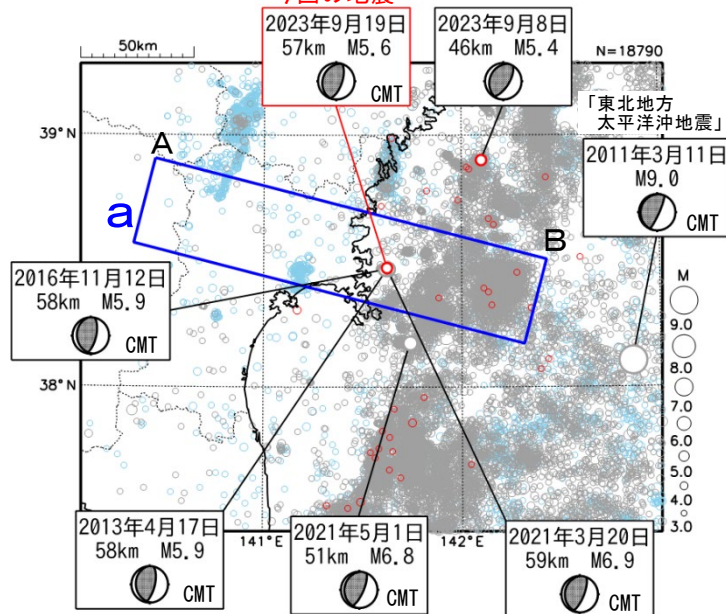 今回の地震
2023年9月19日
57km M5.6
CMT
2023年9月8日
46km M5.4
CMT
50km
N=18790
「東北地方
太平洋沖地震」
2011年3月11日
M9.0
CMT
39°N
A
a
B
2016年11月12日
58km M5.9
CMT
38°N
M
9.0
8.0
7.0
6.0
5.0
4.0
3.0
141°E
142°E
2013年4月17日
58km M5.9
CMT
2021年5月1日
51km M6.8
CMT
2021年3月20日
59km M6.9
CMT